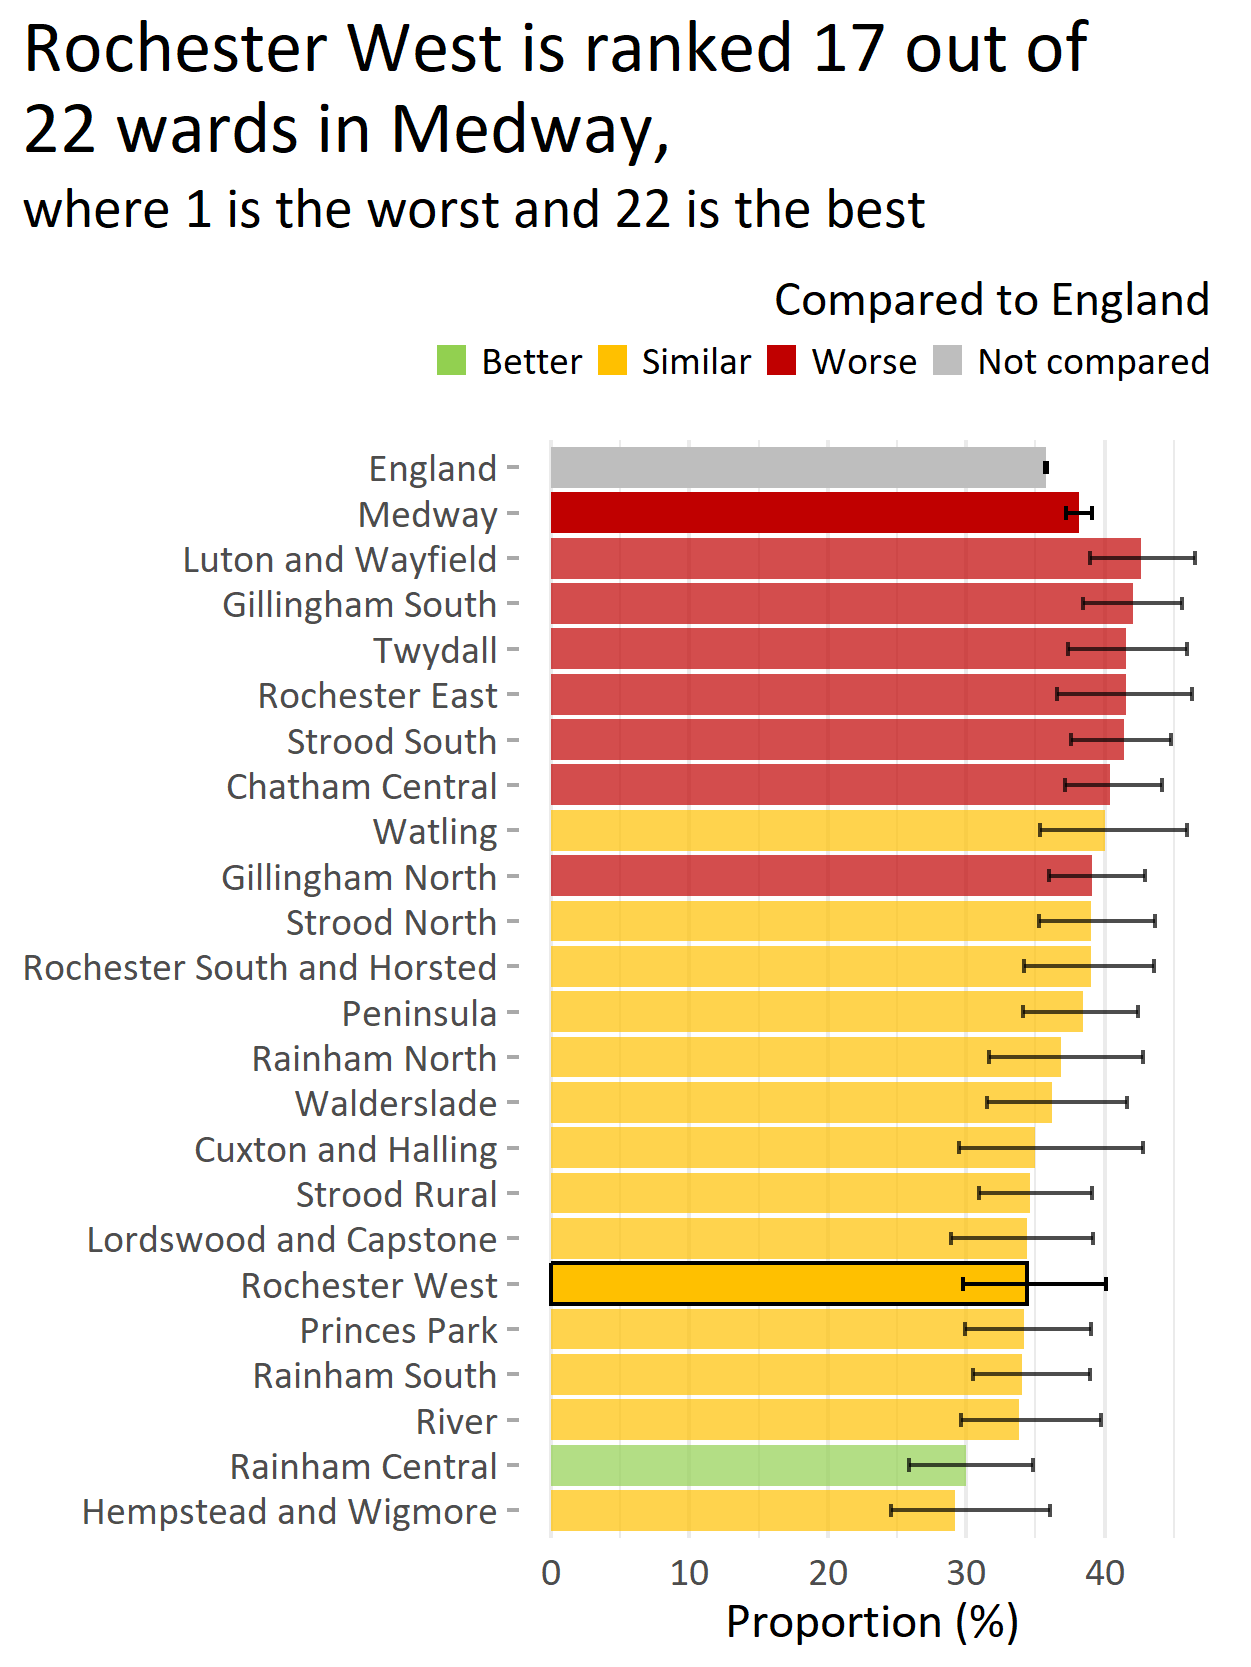 Rochester West is ranked 17 out of
22 wards in Medway,
where 1 is the worst and 22 is the best
Compared to England
Better Similar Worse Not compared
England
Medway
Luton and Wayfield
Gillingham South
Twydall
Rochester East
Strood South
Chatham Central
Watling
Gillingham North
Strood North
Rochester South and Horsted
Peninsula
Rainham North
Walderslade
Cuxton and Halling
Strood Rural
Lordswood and Capstone
Rochester West
Princes Park
Rainham South
River
Rainham Central
Hempstead and Wigmore
0 10 20 30 40
Proportion (%)